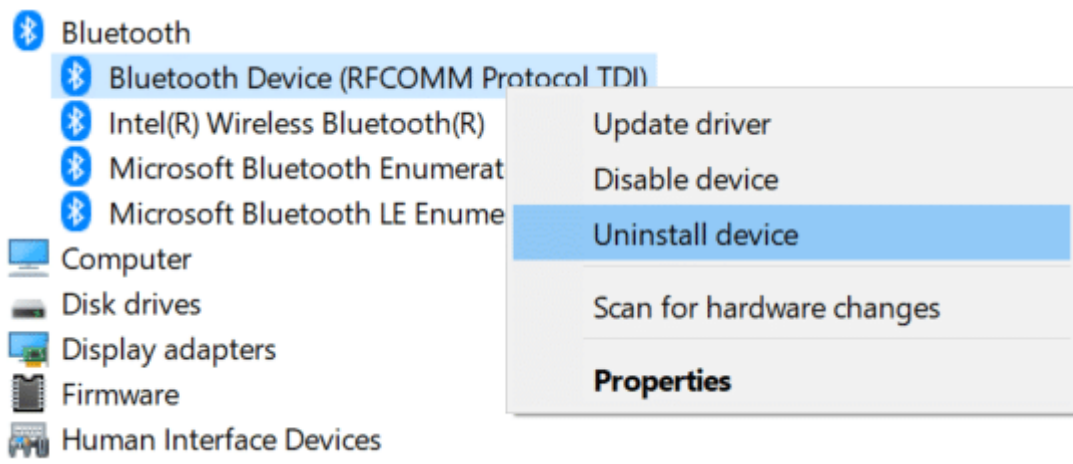 Bluetooth
Bluetooth Device (RFCOMM Protocol TDI)
Intel(R) Wireless Bluetooth(R)
Microsoft Bluetooth Enumerat
Microsoft Bluetooth LE Enume
Computer
Disk drives
Display adapters
Firmware
Human Interface Devices
Update driver
Disable device
Uninstall device
Scan for hardware changes
Properties